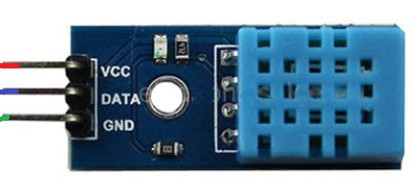 VCC
DATA
GND